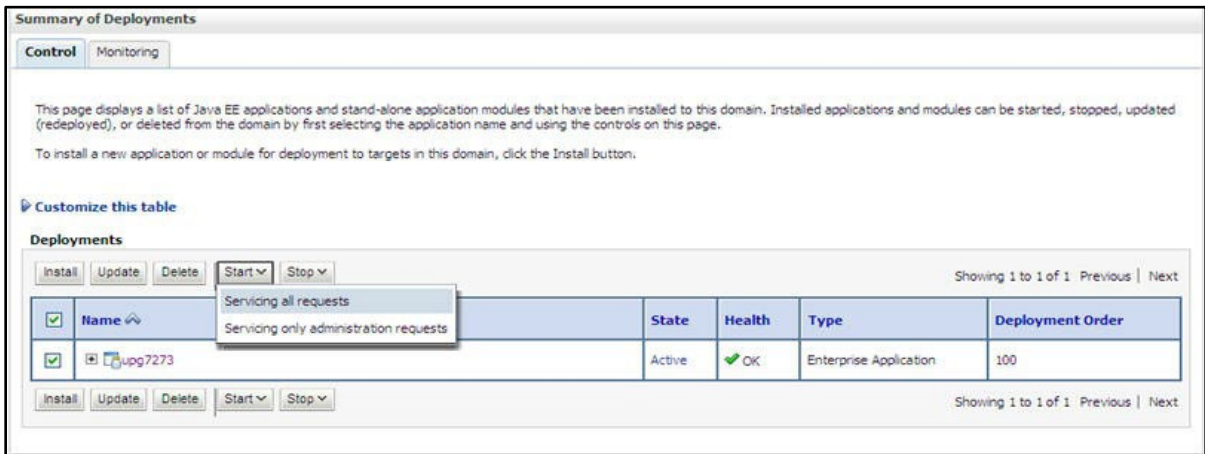 Summary of Deployments
Control Monitoring
This page displays a list of Java EE applications and stand-alone application modules that have been installed to this domain. Installed applications and modules can be started, stopped, updated
(redeployed), or deleted from the domain by first selecting the application name and using the controls on this page.
To install a new application or module for deployment to targets in this domain, click the Install button.
Customize this table
Deployments
Install Update Delete Start Stop Showing 1 to 1 of 1 Previous | Next
Servicing all requests
Servicing only administration requests
Name State Health Type Deployment Order
upg7273 Active OK Enterprise Application 100
Install Update Delete Start Stop Showing 1 to 1 of 1 Previous | Next